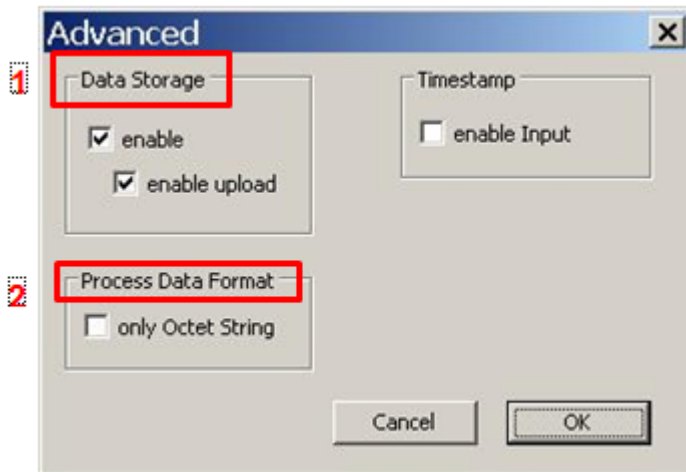 Advanced
1
Data Storage
Timestamp
enable
enable Input
enable upload
2
Process Data Format
only Octet String
Cancel
OK